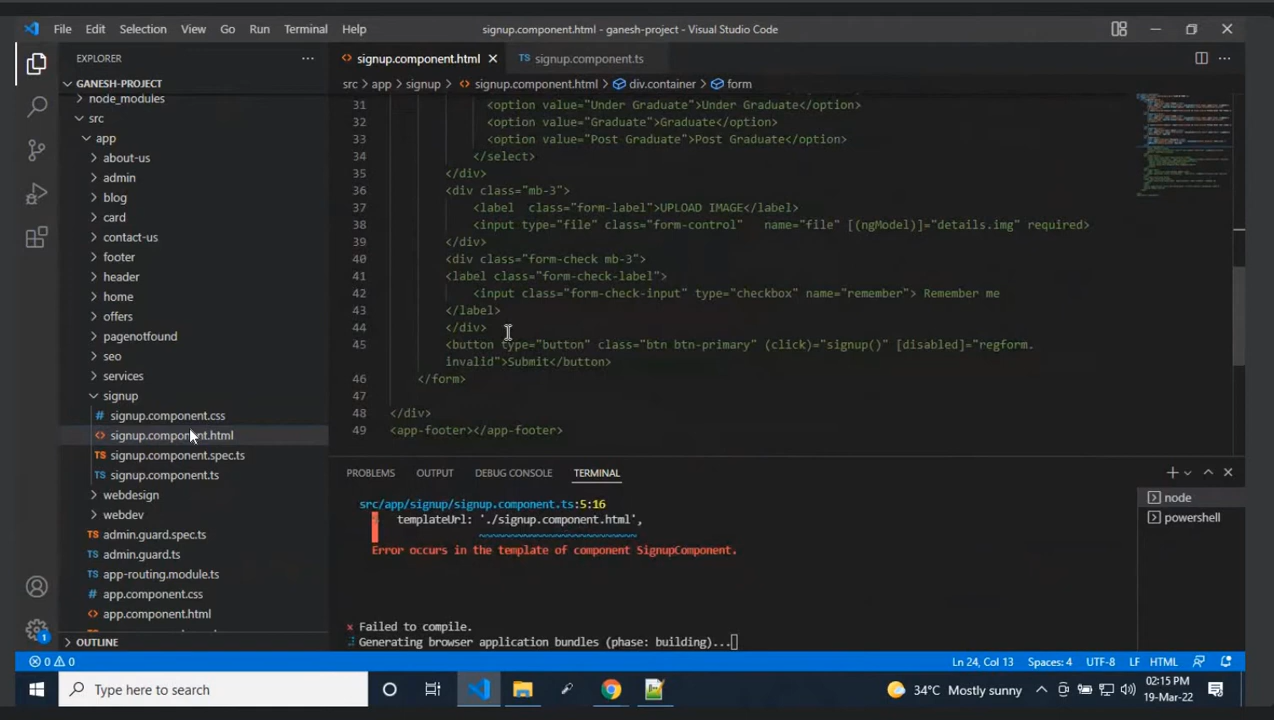 File Edit Selection View Go Run Terminal Help
signup.component.html - ganesh-project - Visual Studio Code
EXPLORER
GANESH-PROJECT
node_modules
src
app
about-us
admin
blog
card
contact-us
footer
header
home
offers
pagenotfound
seo
services
signup
signup.component.css
signup.component.html
signup.component.spec.ts
signup.component.ts
webdesign
webdev
admin.guard.spec.ts
admin.guard.ts
app-routing.module.ts
app.component.css
app.component.html
OUTLINE
signup.component.html
TS signup.component.ts
src > app > signup > signup.component.html > div.container > form
31 <option value="Under Graduate">Under Graduate</option>
32 <option value="Graduate">Graduate</option>
33 <option value="Post Graduate">Post Graduate</option>
34 </select>
35 </div>
36 <div class="mb-3">
37 <label  class="form-label">UPLOAD IMAGE</label>
38 <input type="file" class="form-control"   name="file" [(ngModel)]="details.img" required>
39 </div>
40 <div class="form-check mb-3">
41 <label class="form-check-label">
42 <input class="form-check-input" type="checkbox" name="remember"> Remember me
43 </label>
44 </div>
45 <button type="button" class="btn btn-primary" (click)="signup()" [disabled]="regform.
invalid">Submit</button>
46 </form>
47
48 </div>
49 <app-footer></app-footer>
PROBLEMS OUTPUT DEBUG CONSOLE TERMINAL
src/app/signup/signup.component.ts:5:16
templateUrl: './signup.component.html',
~~~~~~~~~~~~~~~~~~~~~~~~~
Error occurs in the template of component SignupComponent.
× Failed to compile.
Generating browser application bundles (phase: building)...
node
powershell
0 0
Ln 24, Col 13 Spaces: 4 UTF-8 LF HTML
Type here to search
34°C Mostly sunny
02:15 PM
19-Mar-22